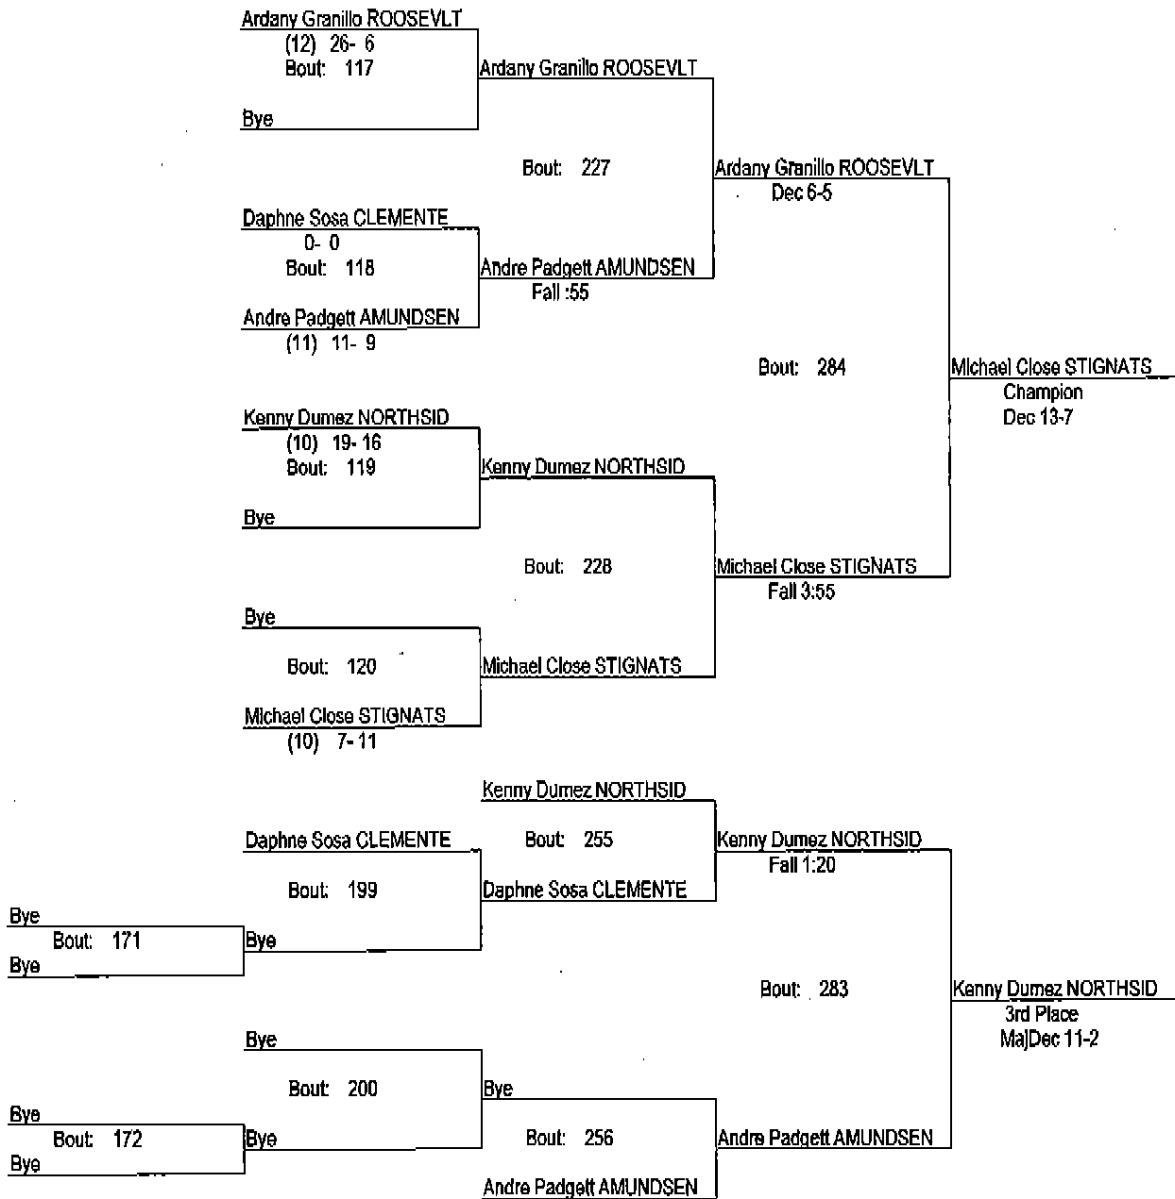 Ardany Granillo ROOSEVLT
(12) 26- 6
Bout: 117
Ardany Granillo ROOSEVLT
Bye
Bout: 227
Ardany Granillo ROOSEVLT
Dec 6-5
Daphne Sosa CLEMENTE
0- 0
Bout: 118
Andre Padgett AMUNDSEN
Fall :55
Andre Padgett AMUNDSEN
(11) 11- 9
Bout: 284
Michael Close STIGNATS
Champion
Dec 13-7
Kenny Dumez NORTHSID
(10) 19- 16
Bout: 119
Kenny Dumez NORTHSID
Bye
Bout: 228
Michael Close STIGNATS
Fall 3:55
Bye
Bout: 120
Michael Close STIGNATS
Michael Close STIGNATS
(10) 7- 11
Kenny Dumez NORTHSID
Daphne Sosa CLEMENTE
Bout: 255
Kenny Dumez NORTHSID
Fall 1:20
Bout: 199
Daphne Sosa CLEMENTE
Bye
Bout: 171
Bye
Bye
Bout: 283
Kenny Dumez NORTHSID
3rd Place
MajDec 11-2
Bye
Bout: 200
Bye
Bye
Bout: 172
Bye
Bye
Bout: 256
Andre Padgett AMUNDSEN
Andre Padgett AMUNDSEN